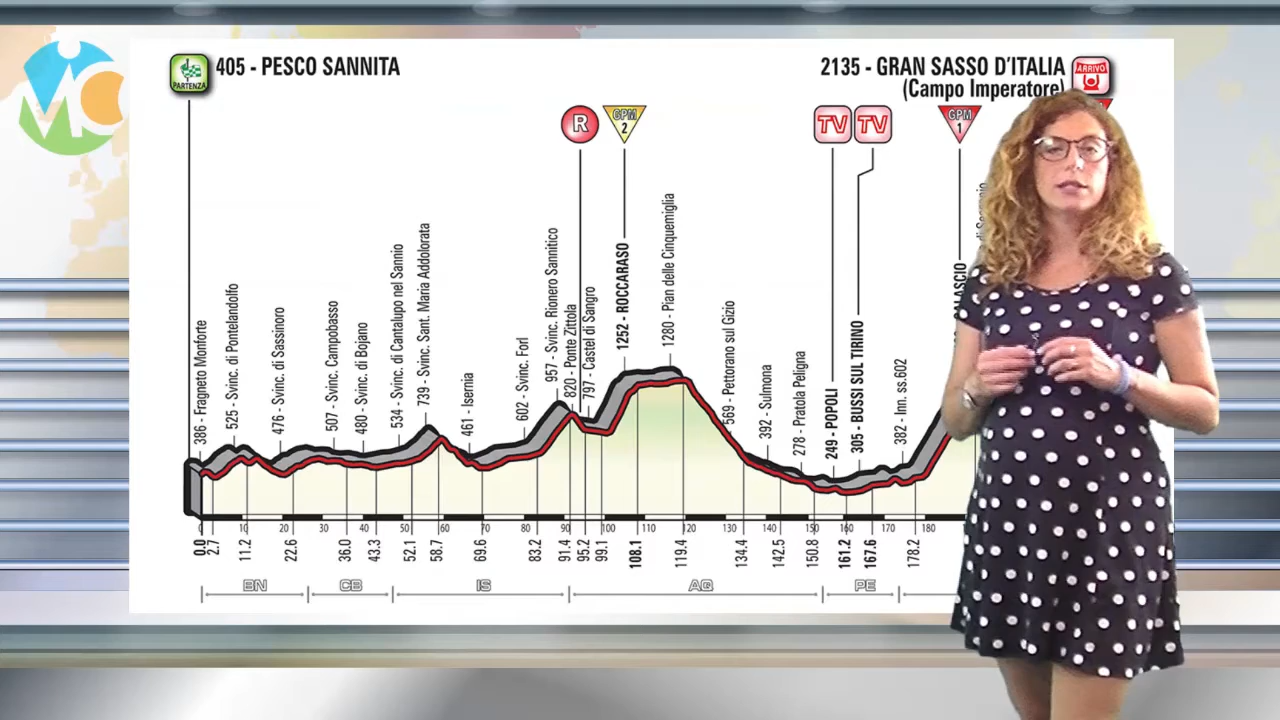 MC
PARTENZA
405 - PESCO SANNITA
2135 - GRAN SASSO D'ITALIA
(Campo Imperatore)
ARRIVO
R
GPM
2
TV
TV
GPM
1
386 - Fragneto Monforte
525 - Svinc. di Pontelandolfo
476 - Svinc. di Sassinoro
507 - Svinc. Campobasso
480 - Svinc. di Bojano
534 - Svinc. di Cantalupo nel Sannio
739 - Svinc. Sant. Maria Addolorata
461 - Isernia
602 - Svinc. Forlì
957 - Svinc. Rionero Sannitico
820 - Ponte Zittola
797 - Castel di Sangro
1252 - ROCCARASO
1280 - Pian delle Cinquemiglia
569 - Pettorano sul Gizio
392 - Sulmona
278 - Pratola Peligna
249 - POPOLI
305 - BUSSI SUL TIRINO
382 - Inn. ss.602
0 10 20 30 40 50 60 70 80 90 100 110 120 130 140 150 160 170 180
0.0 2.7 11.2 22.6 36.0 43.3 52.1 58.7 69.6 83.2 91.4 95.2 99.1 108.1 119.4 134.4 142.5 150.8 161.2 167.6 178.2
BN CB IS AQ PE